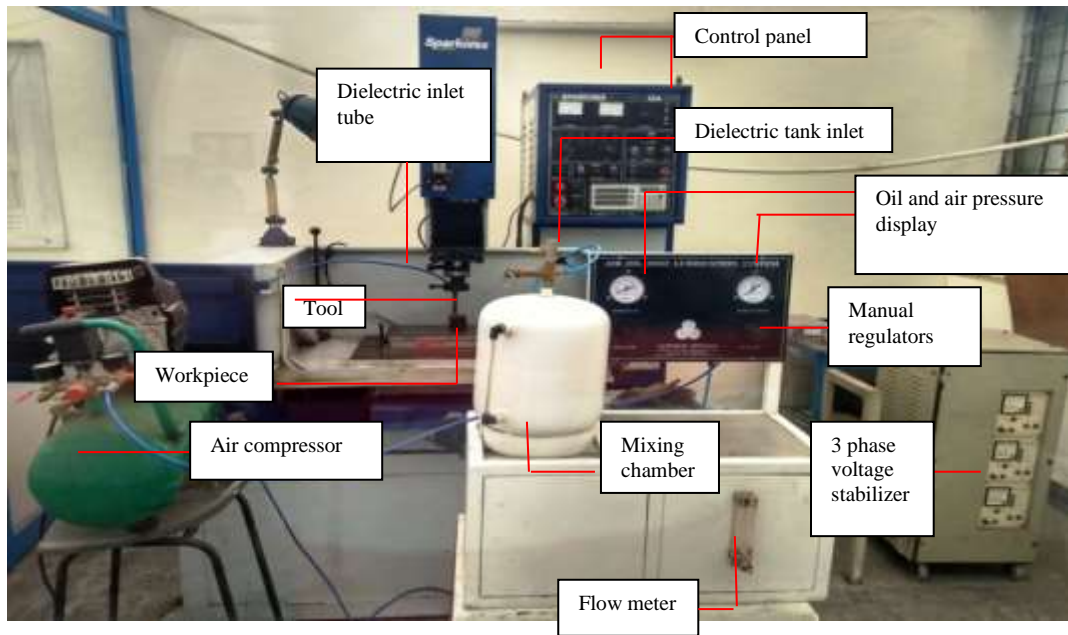 Control panel
Sparkonix
Dielectric inlet
tube
Dielectric tank inlet
Oil and air pressure
display
Tool
Manual
regulators
Workpiece
Air compressor
Mixing
chamber
3 phase
voltage
stabilizer
Flow meter